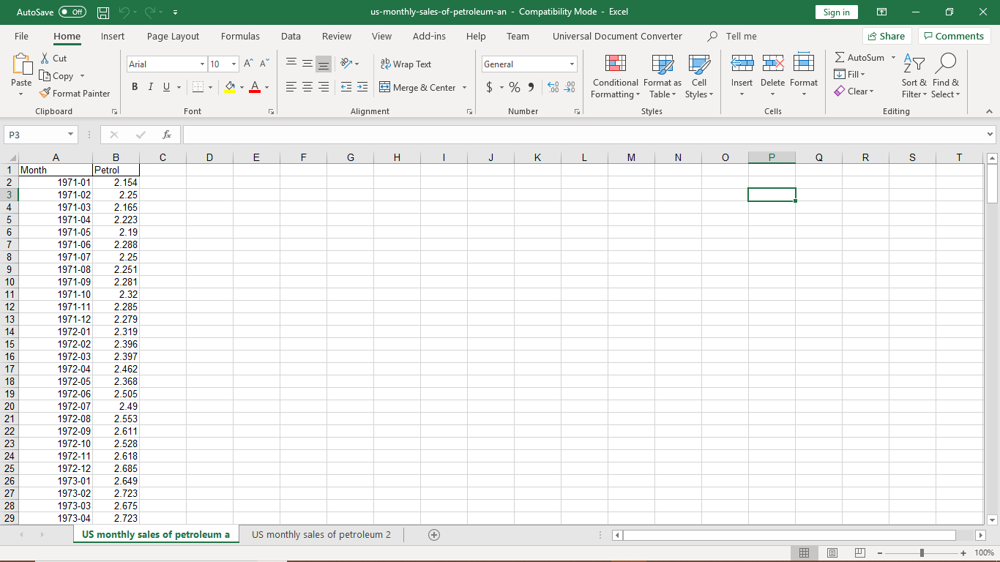 AutoSave Off us-monthly-sales-of-petroleum-an - Compatibility Mode - Excel Sign in
File Home Insert Page Layout Formulas Data Review View Add-ins Help Team Universal Document Converter Tell me Share Comments
Paste Cut Copy Format Painter
Arial 10 A A
B I U A
ab Wrap Text
Merge & Center
General
$ % 9 .00 .00
Conditional Formatting Format as Table Cell Styles
Insert Delete Format
AutoSum
Fill
Clear
Sort & Filter Find & Select
Clipboard Font Alignment Number Styles Cells Editing
P3 fx
A B C D E F G H I J K L M N O P Q R S T
1 Month Petrol
2 1971-01 2.154
3 1971-02 2.25
4 1971-03 2.165
5 1971-04 2.223
6 1971-05 2.19
7 1971-06 2.288
8 1971-07 2.25
9 1971-08 2.251
10 1971-09 2.281
11 1971-10 2.32
12 1971-11 2.285
13 1971-12 2.279
14 1972-01 2.319
15 1972-02 2.396
16 1972-03 2.397
17 1972-04 2.462
18 1972-05 2.368
19 1972-06 2.505
20 1972-07 2.49
21 1972-08 2.553
22 1972-09 2.611
23 1972-10 2.528
24 1972-11 2.618
25 1972-12 2.685
26 1973-01 2.649
27 1973-02 2.723
28 1973-03 2.675
29 1973-04 2.723
US monthly sales of petroleum a US monthly sales of petroleum 2
100%